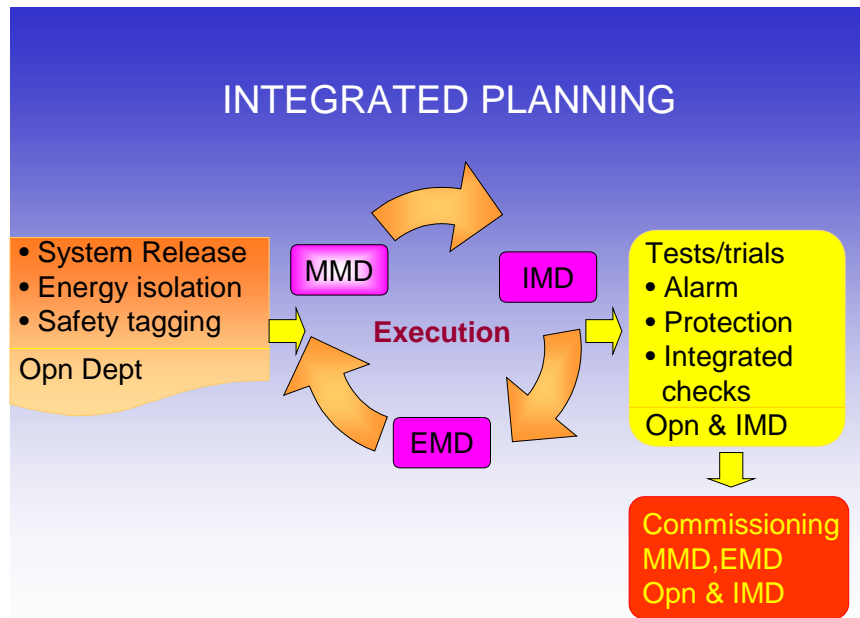 INTEGRATED PLANNING
• System Release
• Energy isolation
• Safety tagging
Opn Dept
MMD
IMD
Execution
EMD
Tests/trials
• Alarm
• Protection
• Integrated
checks
Opn & IMD
Commissioning
MMD,EMD
Opn & IMD